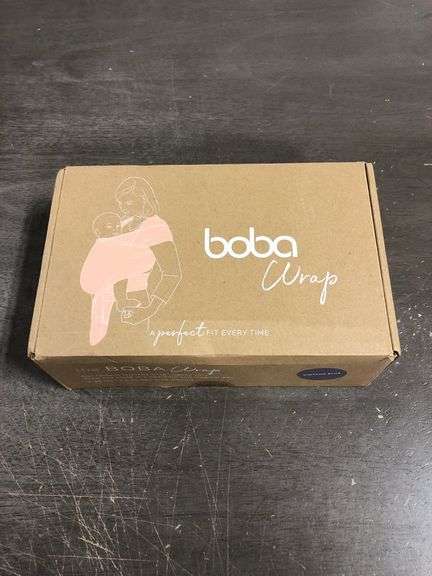 boba
Wrap
A perfect FIT EVERY TIME
the BOBA Wrap